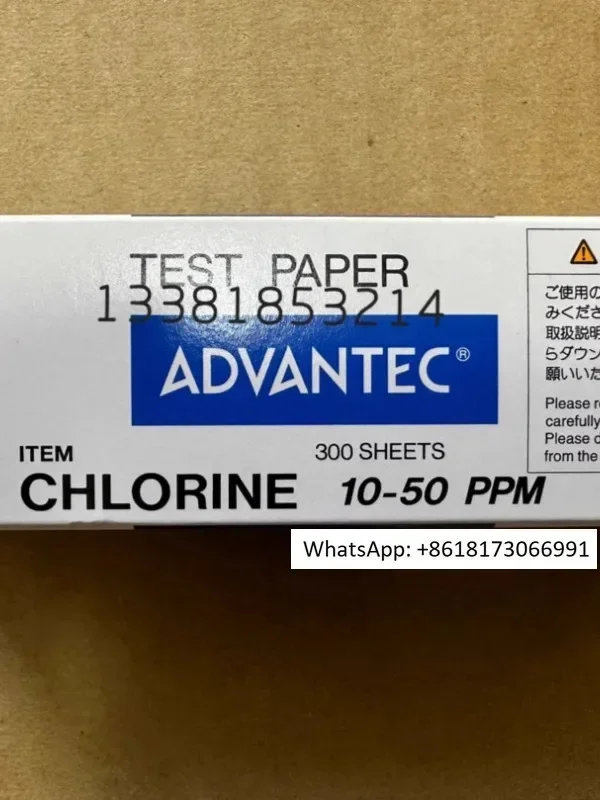 TEST PAPER
13381853214
ADVANTEC®
ITEM
300 SHEETS
CHLORINE 10-50 PPM
ご使用の
みくださ
取扱説明
らダウン
願いいた
Please
carefully
Please
from the
WhatsApp: +8618173066991